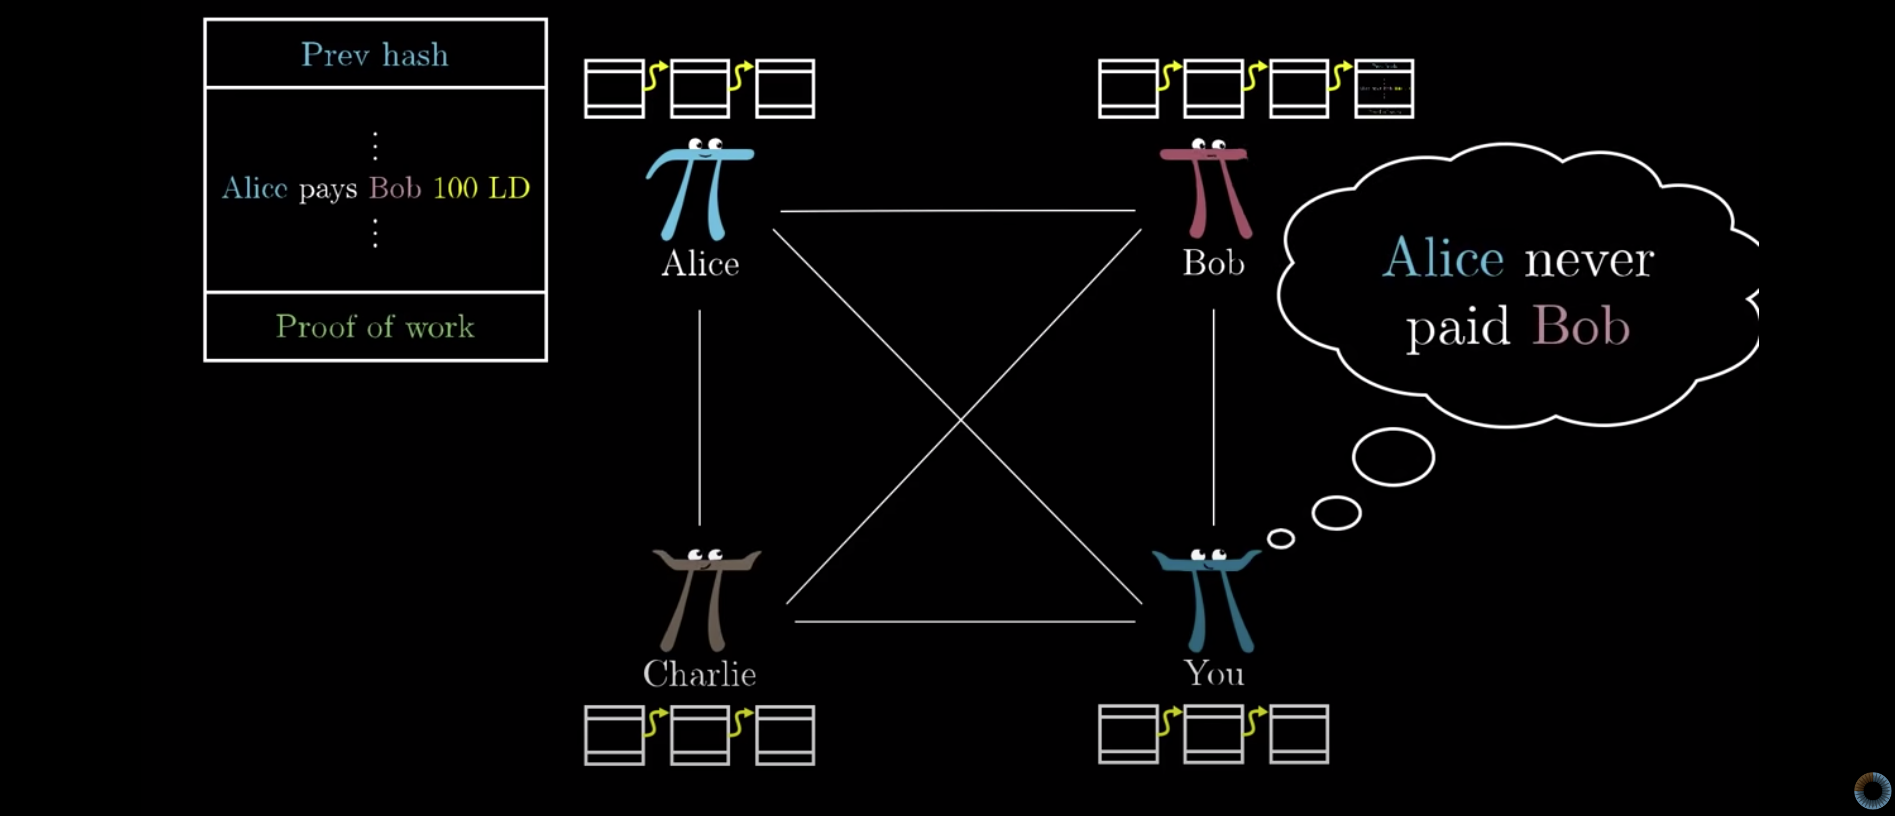 Prev hash
Alice pays Bob 100 LD
Proof of work
Alice
Bob
Alice never
paid Bob
Charlie
You